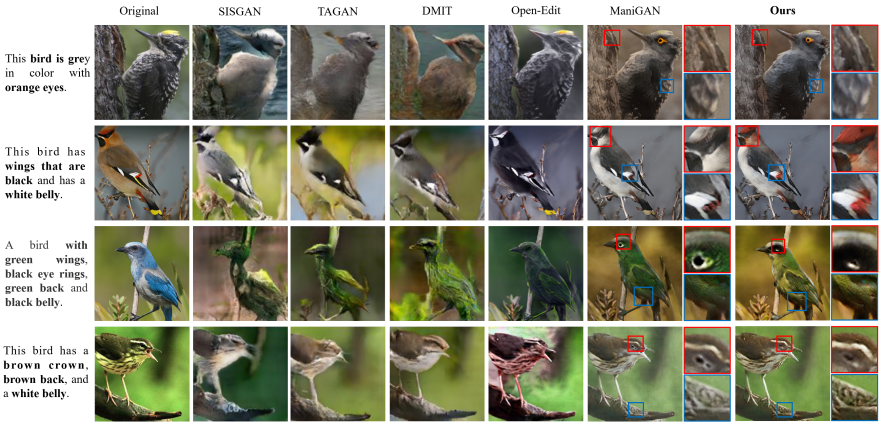 Original SISGAN TAGAN DMIT Open-Edit ManiGAN Ours
This bird is grey
in color with
orange eyes.
This bird has
wings that are
black and has a
white belly.
A bird with
green wings,
black eye rings,
green back and
black belly.
This bird has a
brown crown,
brown back, and
a white belly.